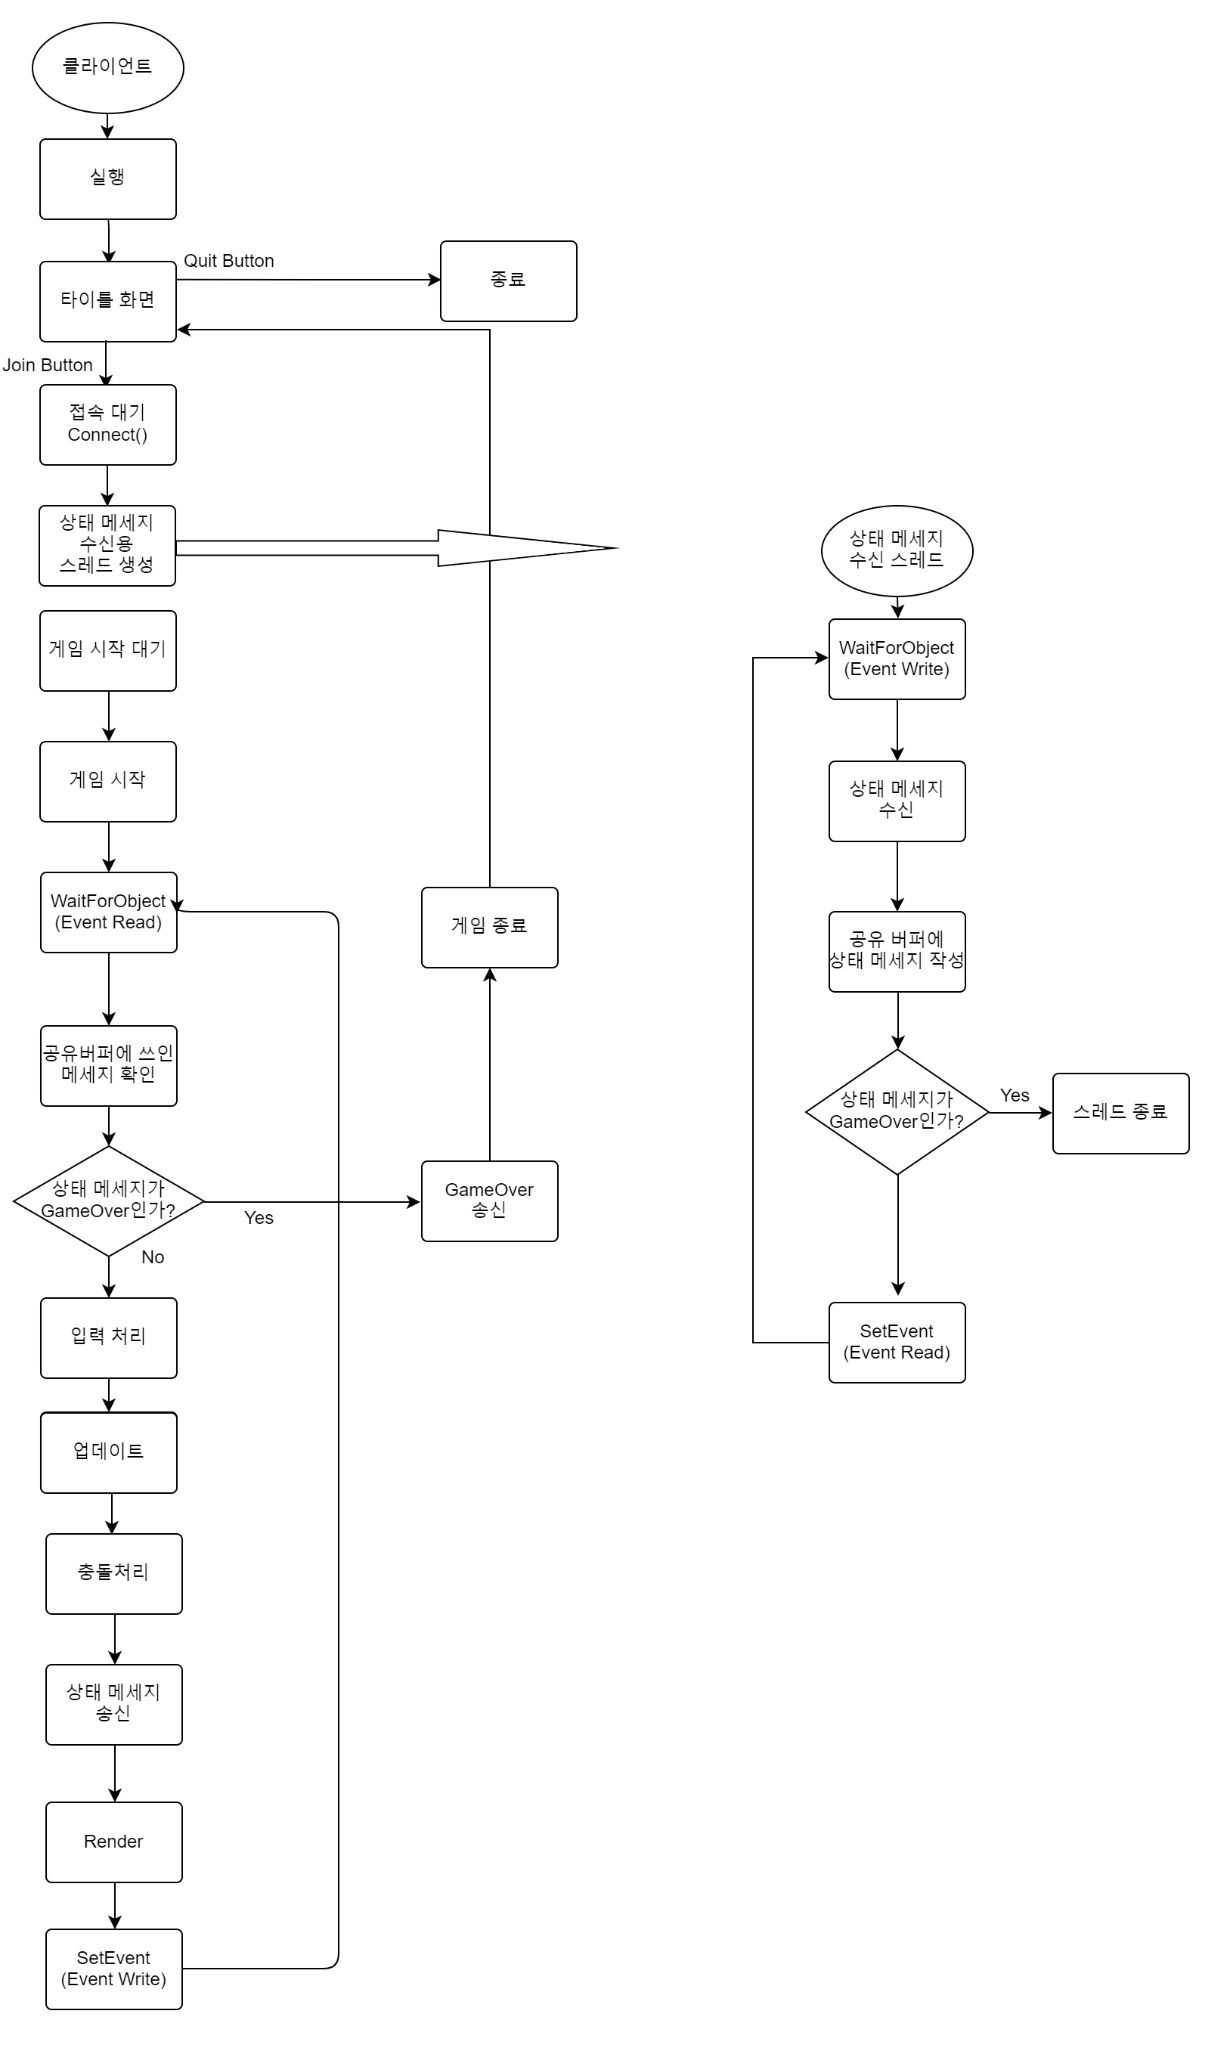 클라이언트
실행
Quit Button
타이틀 화면
종료
Join Button
접속 대기
Connect()
상태 메세지
수신용
스레드 생성
게임 시작 대기
게임 시작
WaitForObject
(Event Read)
공유버퍼에 쓰인
메세지 확인
상태 메세지가
GameOver인가?
Yes
No
GameOver
송신
게임 종료
입력 처리
업데이트
충돌처리
상태 메세지
송신
Render
SetEvent
(Event Write)
상태 메세지
수신 스레드
WaitForObject
(Event Write)
상태 메세지
수신
공유 버퍼에
상태 메세지 작성
상태 메세지가
GameOver인가?
Yes
스레드 종료
SetEvent
(Event Read)